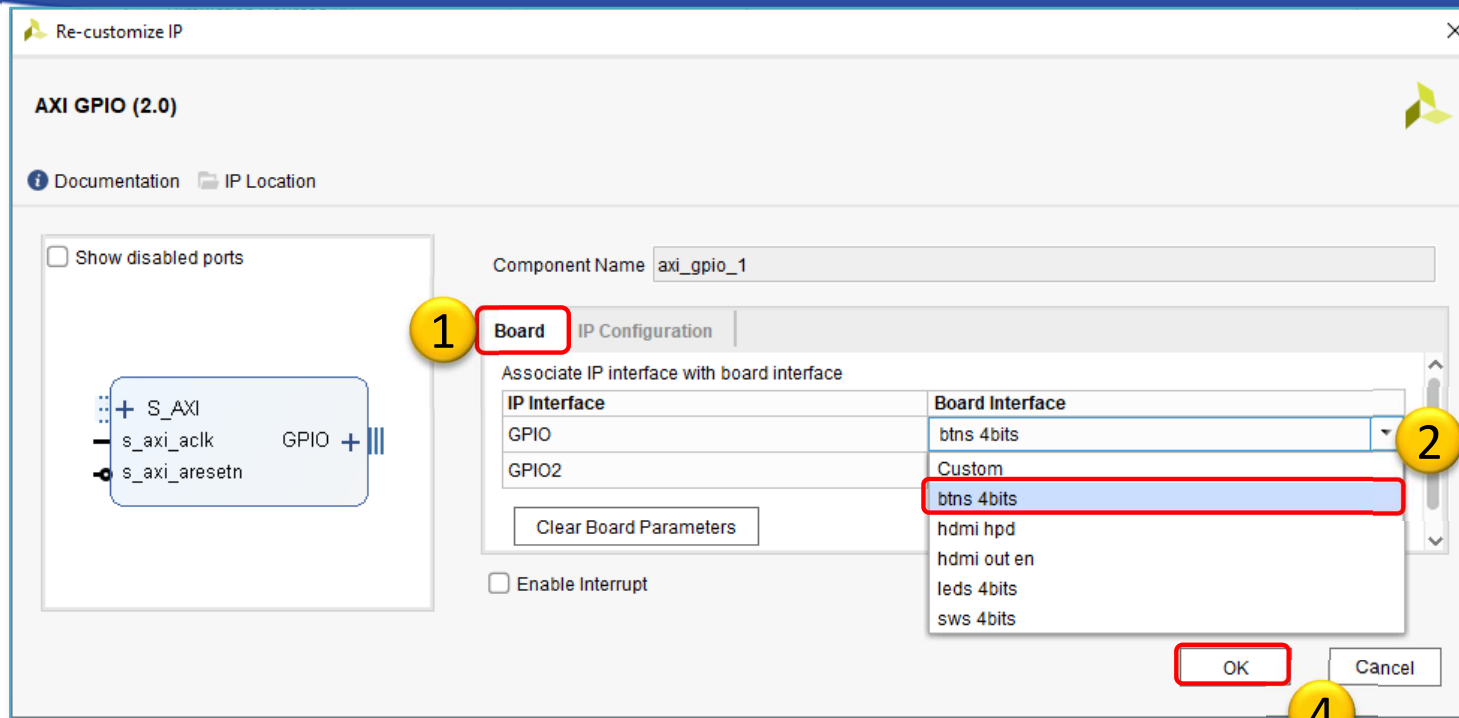 Re-customize IP
AXI GPIO (2.0)
Documentation IP Location
Show disabled ports
S_AXI
s_axi_aclk GPIO
s_axi_aresetn
Component Name axi_gpio_1
1
Board IP Configuration
Associate IP interface with board interface
IP Interface Board Interface
GPIO btns 4bits
2
GPIO2
Custom
btns 4bits
hdmi hpd
hdmi out en
leds 4bits
sws 4bits
Clear Board Parameters
Enable Interrupt
OK Cancel
4